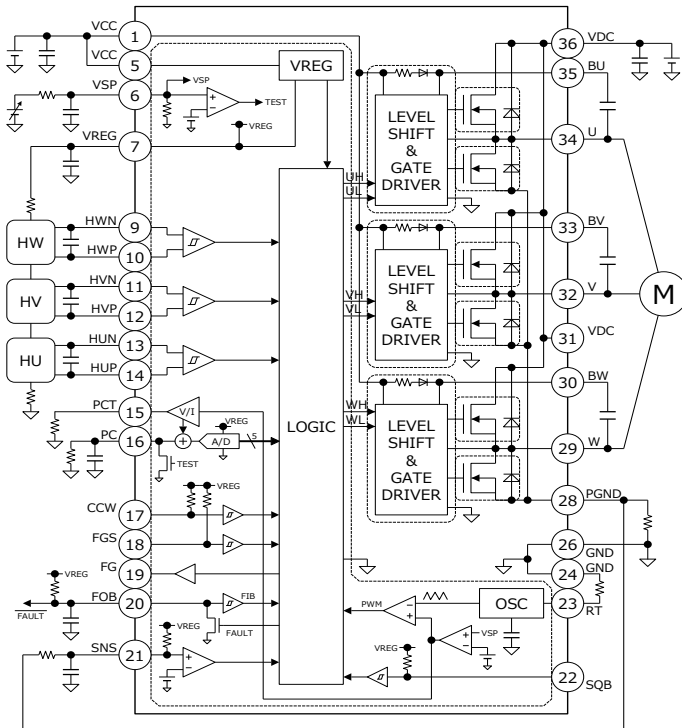 VCC 1
VCC 5
VSP 6
VREG 7
HWN 9
HWP 10
HVN 11
HVP 12
HUN 13
HUP 14
PCT 15
PC 16
CCW 17
FGS 18
FG 19
FOB 20
SNS 21
HW
HV
HU
FAULT
VREG
VSP
TEST
VREG
V/I
VREG
A/D
5
TEST
VREG
VREG
FIB
FAULT
VREG
LOGIC
UH
UL
VH
VL
WH
WL
LEVEL
SHIFT
&
GATE
DRIVER
LEVEL
SHIFT
&
GATE
DRIVER
LEVEL
SHIFT
&
GATE
DRIVER
PWM
OSC
VSP
VREG
36 VDC
35 BU
34 U
33 BV
32 V
31 VDC
30 BW
29 W
28 PGND
26 GND
24 GND
23 RT
22 SQB
M